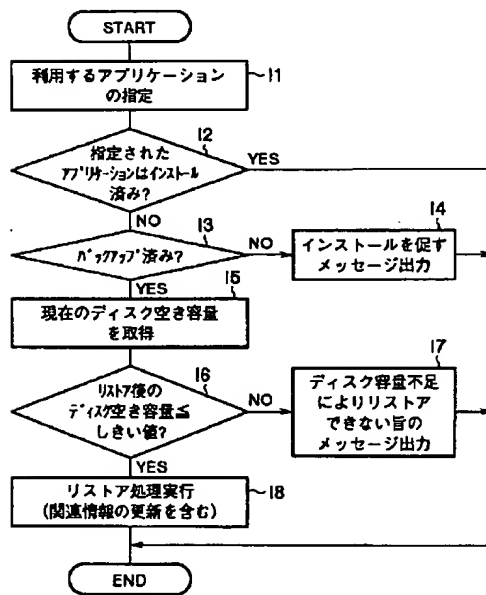 START
利用するアプリケーション
の指定
11
12
指定された
アプリケーションはインストール
済み?
YES
NO
13
バックアップ済み?
NO
14
インストールを促す
メッセージ出力
YES
15
現在のディスク空き容量
を取得
16
リストア後の
ディスク空き容量≦
しきい値?
NO
17
ディスク容量不足
によりリストア
できない旨の
メッセージ出力
YES
リストア処理実行
(関連情報の更新を含む)
18
END